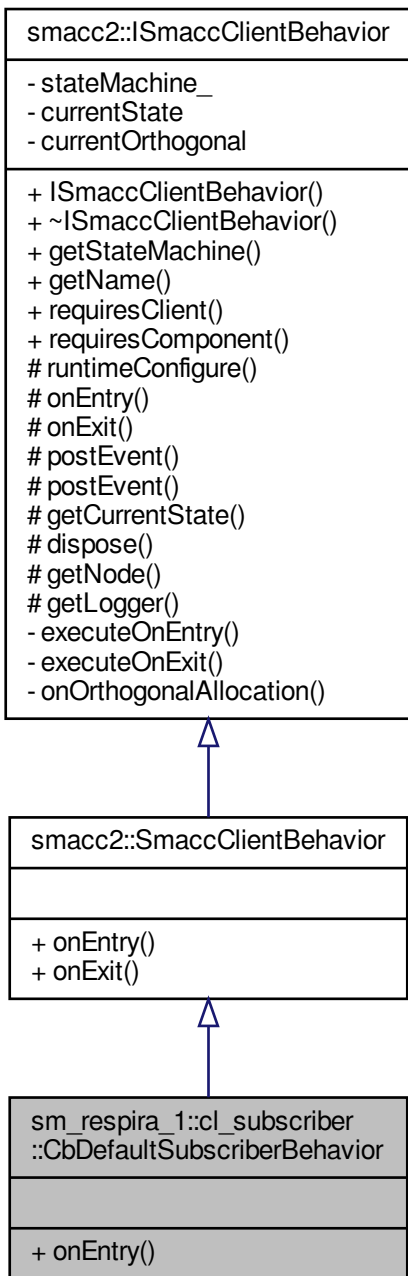 smacc2::ISmaccClientBehavior
- stateMachine_
- currentState
- currentOrthogonal
+ ISmaccClientBehavior()
+ ~ISmaccClientBehavior()
+ getStateMachine()
+ getName()
+ requiresClient()
+ requiresComponent()
# runtimeConfigure()
# onEntry()
# onExit()
# postEvent()
# postEvent()
# getCurrentState()
# dispose()
# getNode()
# getLogger()
- executeOnEntry()
- executeOnExit()
- onOrthogonalAllocation()
smacc2::SmaccClientBehavior
+ onEntry()
+ onExit()
sm_respira_1::cl_subscriber
::CbDefaultSubscriberBehavior
+ onEntry()